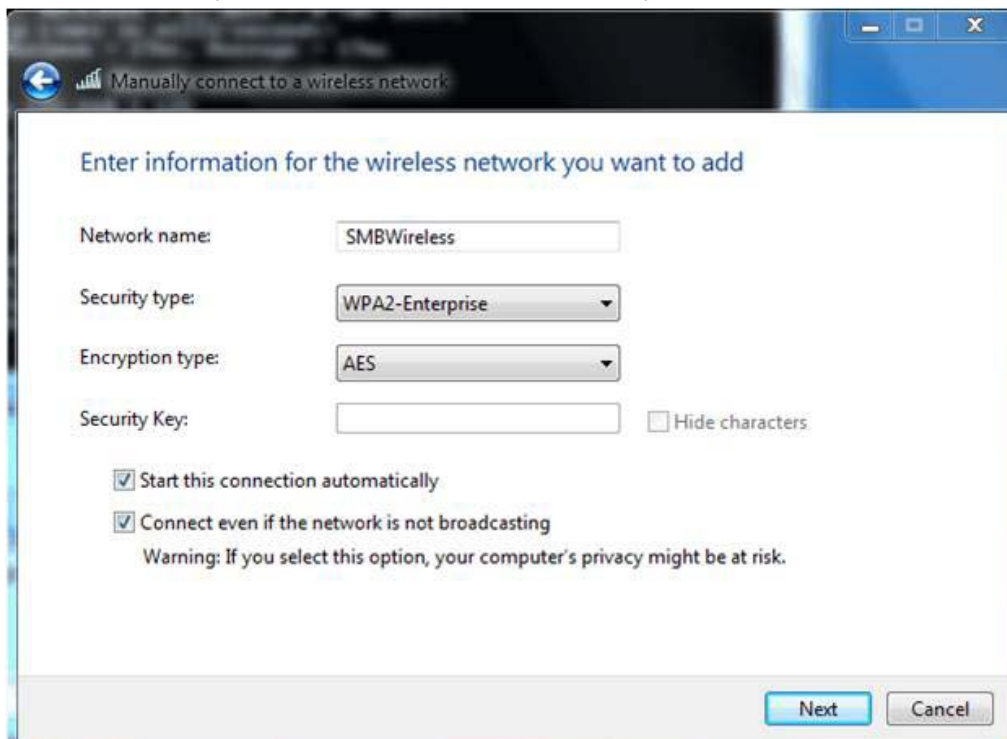 Manually connect to a wireless network
Enter information for the wireless network you want to add
Network name: SMBWireless
Security type: WPA2-Enterprise
Encryption type: AES
Security Key: Hide characters
Start this connection automatically
Connect even if the network is not broadcasting
Warning: If you select this option, your computer's privacy might be at risk.
Next Cancel